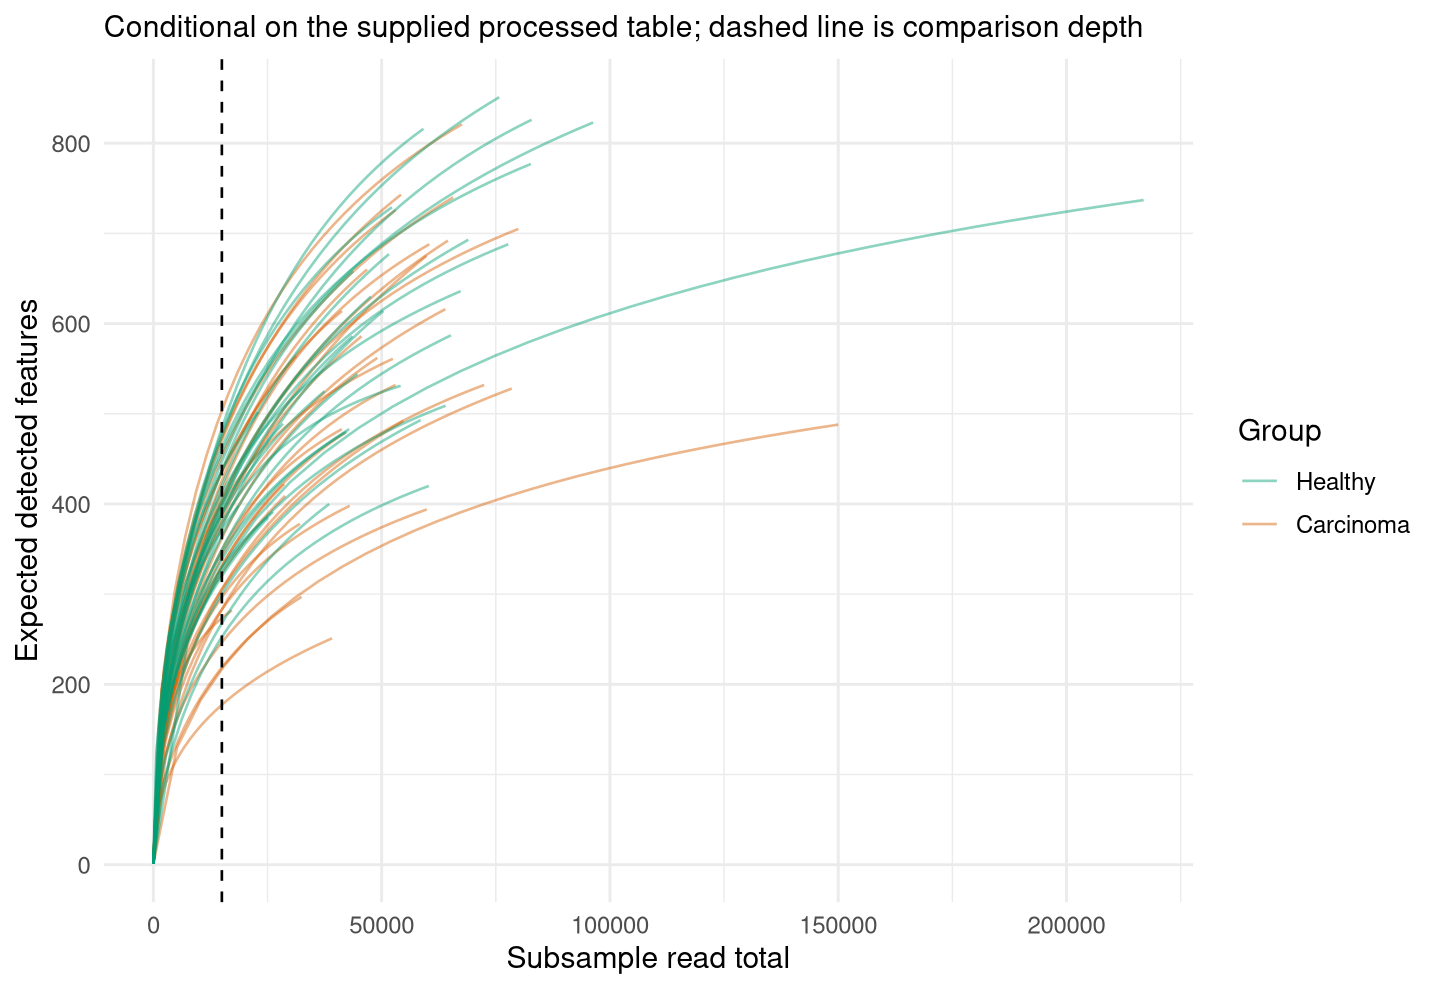 Conditional on the supplied processed table; dashed line is comparison depth
Expected detected features
800
600
400
200
0
0
50000
100000
150000
200000
Subsample read total
Group
Healthy
Carcinoma